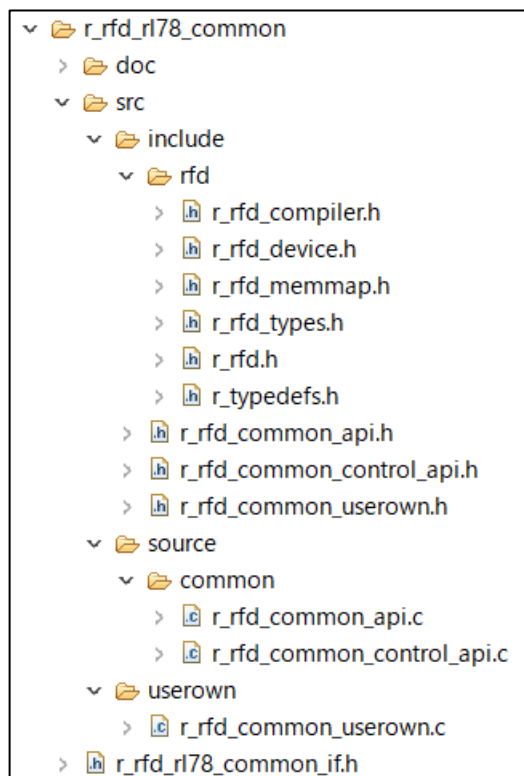 r_rfd_rl78_common
doc
src
include
rfd
r_rfd_compiler.h
r_rfd_device.h
r_rfd_memmap.h
r_rfd_types.h
r_rfd.h
r_typedefs.h
r_rfd_common_api.h
r_rfd_common_control_api.h
r_rfd_common_userown.h
source
common
r_rfd_common_api.c
r_rfd_common_control_api.c
userown
r_rfd_common_userown.c
r_rfd_rl78_common_if.h